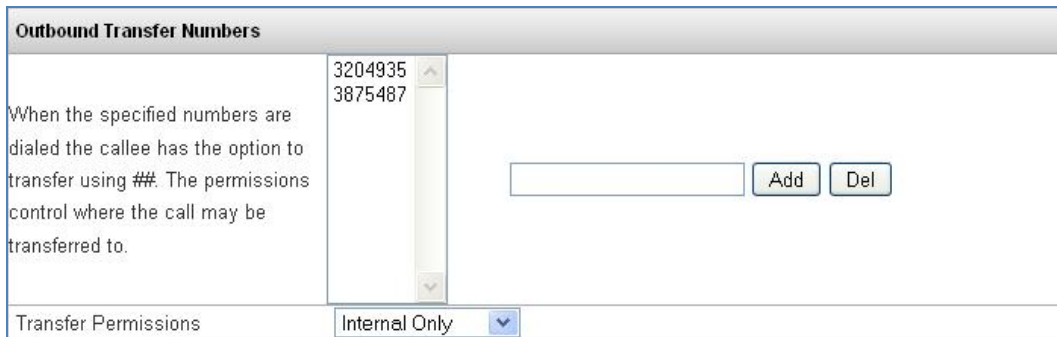 Outbound Transfer Numbers
When the specified numbers are
dialed the callee has the option to
transfer using ##. The permissions
control where the call may be
transferred to.
3204935
3875487
Add Del
Transfer Permissions Internal Only